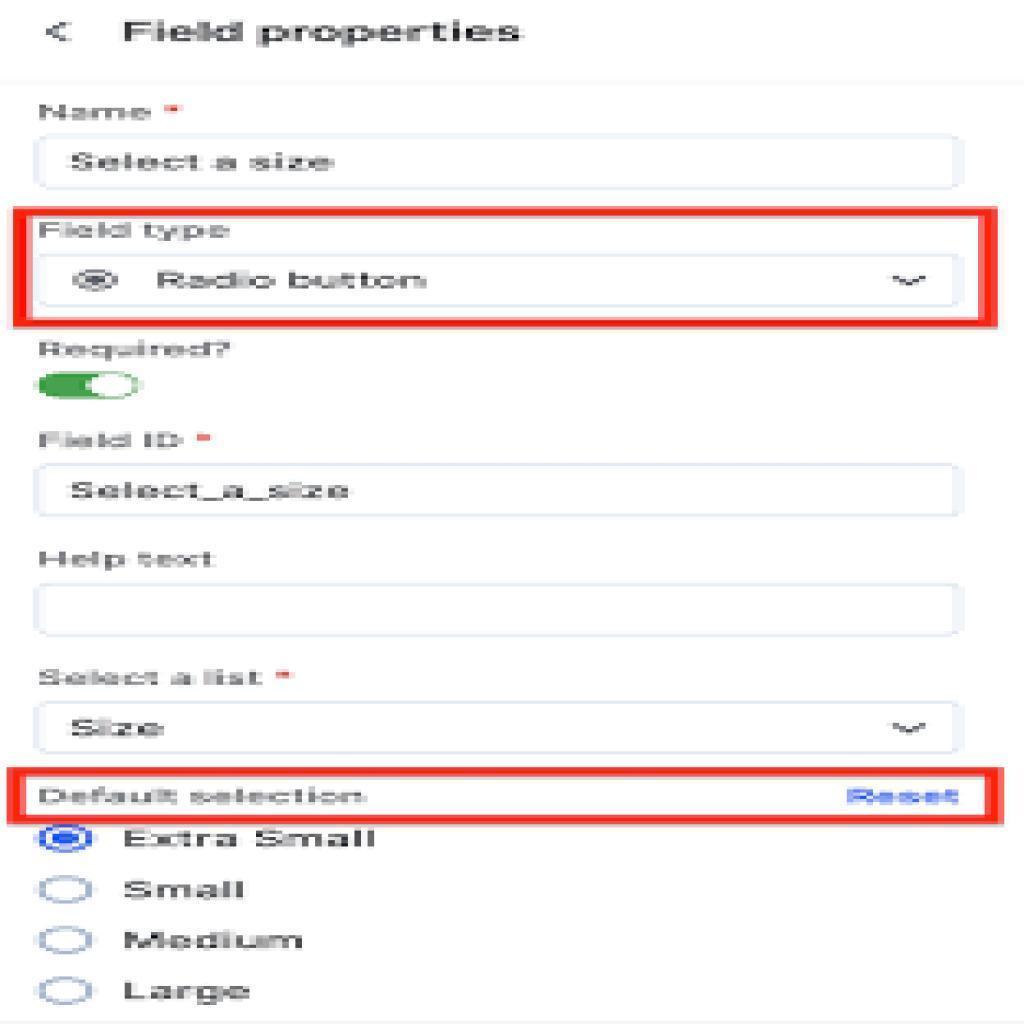 Field properties
Name *
Select a size
Field type
Radio button
Required?
Field ID *
Select_a_size
Help text
Select a list *
Size
Default selection Reset
Extra Small
Small
Medium
Large